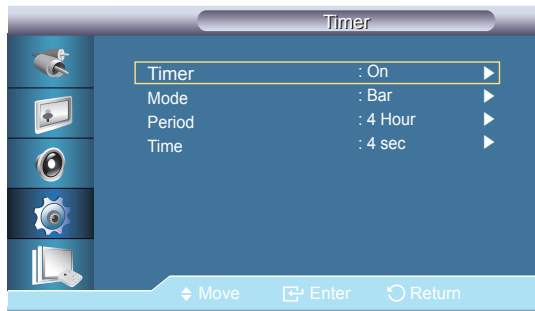 Timer
Timer : On
Mode : Bar
Period : 4 Hour
Time : 4 sec
Move Enter Return